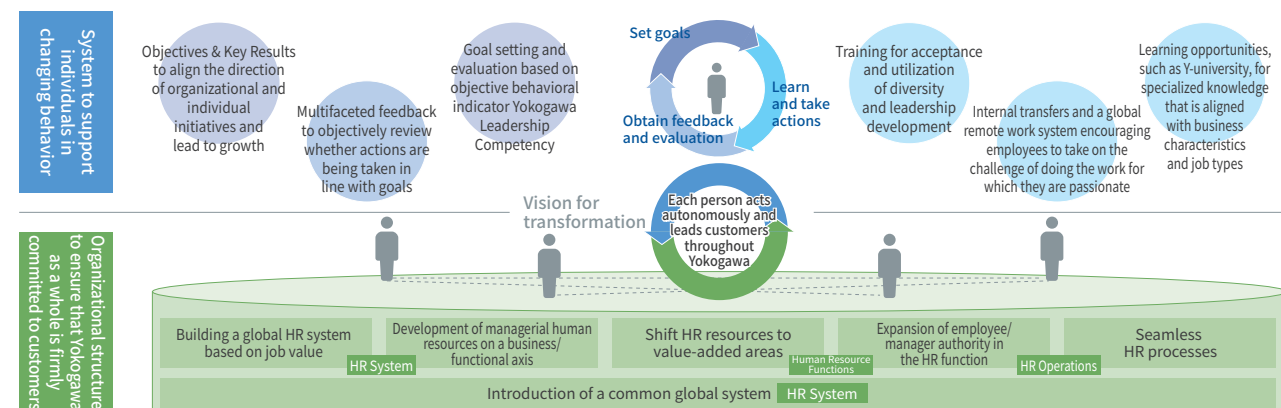 System to support
individuals in
changing behavior
Objectives & Key Results
to align the direction
of organizational and
individual
initiatives and
lead to growth
Multifaceted feedback
to objectively review
whether actions are
being taken in
line with goals
Goal setting and
evaluation based on
objective behavioral
indicator Yokogawa
Leadership
Competency
Set goals
Learn
and take
actions
Obtain feedback
and evaluation
Training for acceptance
and utilization
of diversity
and leadership
development
Internal transfers and a global
remote work system encouraging
employees to take on the
challenge of doing the work for
which they are passionate
Learning opportunities,
such as Y-university, for
specialized knowledge
that is aligned
with business
characteristics
and job types
Vision for
transformation
Each person acts
autonomously and
leads customers
throughout
Yokogawa
Organizational structure
to ensure that Yokogawa
as a whole is firmly
committed to customers
Building a global HR system
based on job value
Development of managerial human
resources on a business/
functional axis
HR System
Shift HR resources to
value-added areas
Expansion of employee/
manager authority in
the HR function
Human Resource
Functions
Seamless
HR processes
HR Operations
Introduction of a common global system HR System